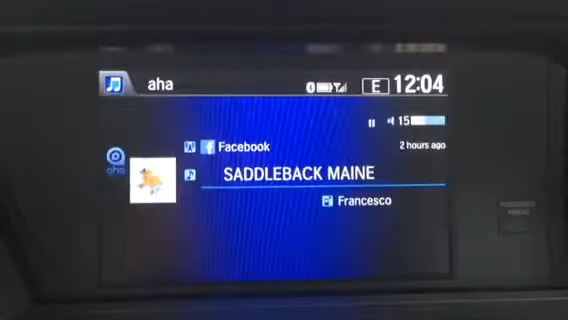 aha
E 12:04
15
Facebook
2 hours ago
aha
SADDLEBACK MAINE
Francesco